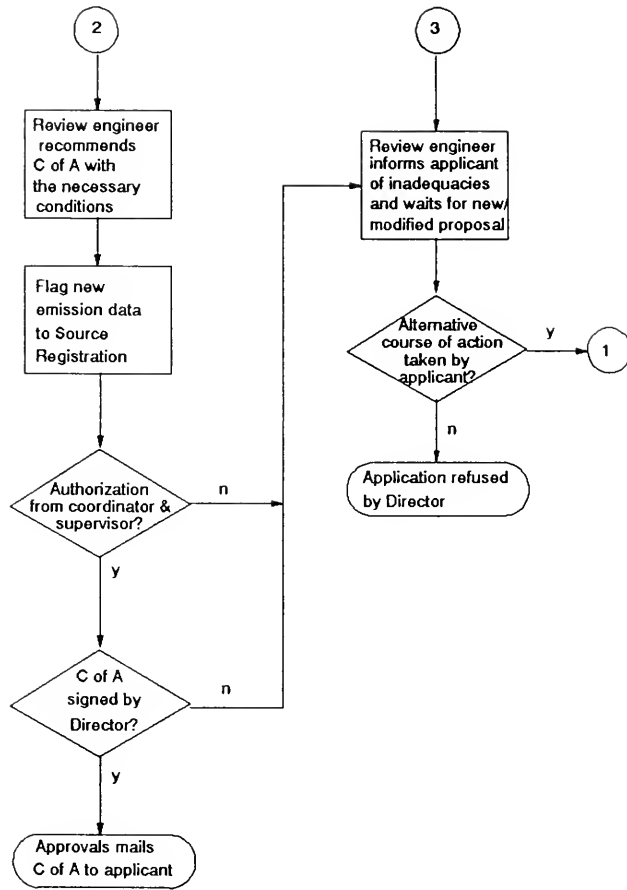 2
Review engineer
recommends
C of A with
the necessary
conditions
Flag new
emission data
to Source
Registration
Authorization
from coordinator &
supervisor?
n
y
C of A
signed by
Director?
n
y
Approvals mails
C of A to applicant
3
Review engineer
informs applicant
of inadequacies
and waits for new/
modified proposal
Alternative
course of action
taken by
applicant?
y
1
n
Application refused
by Director